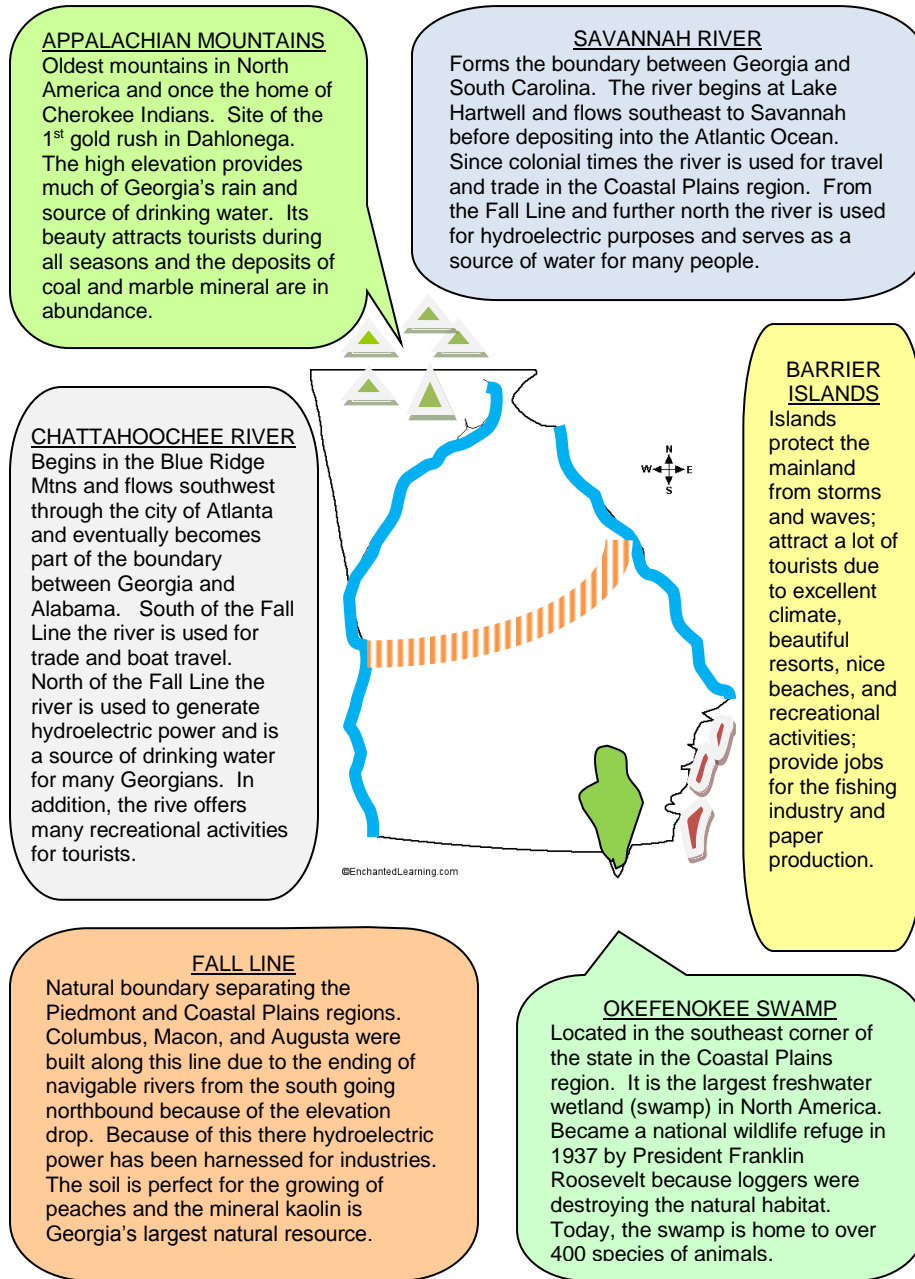 APPALACHIAN MOUNTAINS
Oldest mountains in North
America and once the home of
Cherokee Indians.  Site of the
1st gold rush in Dahlonega.
The high elevation provides
much of Georgia's rain and
source of drinking water.  Its
beauty attracts tourists during
all seasons and the deposits of
coal and marble mineral are in
abundance.
SAVANNAH RIVER
Forms the boundary between Georgia and
South Carolina.  The river begins at Lake
Hartwell and flows southeast to Savannah
before depositing into the Atlantic Ocean.
Since colonial times the river is used for travel
and trade in the Coastal Plains region.  From
the Fall Line and further north the river is used
for hydroelectric purposes and serves as a
source of water for many people.
CHATTAHOOCHEE RIVER
Begins in the Blue Ridge
Mtns and flows southwest
through the city of Atlanta
and eventually becomes
part of the boundary
between Georgia and
Alabama.   South of the Fall
Line the river is used for
trade and boat travel.
North of the Fall Line the
river is used to generate
hydroelectric power and is
a source of drinking water
for many Georgians.  In
addition, the rive offers
many recreational activities
for tourists.
N
W E
S
©EnchantedLearning.com
BARRIER
ISLANDS
Islands
protect the
mainland
from storms
and waves;
attract a lot of
tourists due
to excellent
climate,
beautiful
resorts, nice
beaches, and
recreational
activities;
provide jobs
for the fishing
industry and
paper
production.
FALL LINE
Natural boundary separating the
Piedmont and Coastal Plains regions.
Columbus, Macon, and Augusta were
built along this line due to the ending of
navigable rivers from the south going
northbound because of the elevation
drop.  Because of this there hydroelectric
power has been harnessed for industries.
The soil is perfect for the growing of
peaches and the mineral kaolin is
Georgia's largest natural resource.
OKEFENOKEE SWAMP
Located in the southeast corner of
the state in the Coastal Plains
region.  It is the largest freshwater
wetland (swamp) in North America.
Became a national wildlife refuge in
1937 by President Franklin
Roosevelt because loggers were
destroying the natural habitat.
Today, the swamp is home to over
400 species of animals.